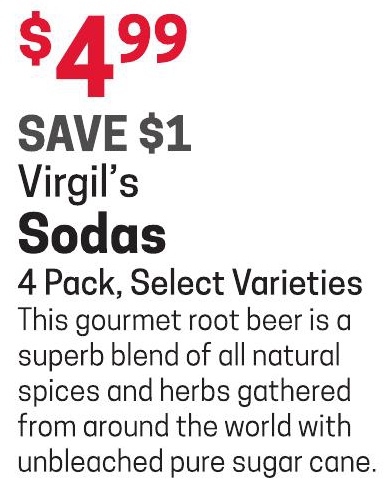 $4.99
SAVE $1
Virgil's
Sodas
4 Pack, Select Varieties
This gourmet root beer is a
superb blend of all natural
spices and herbs gathered
from around the world with
unbleached pure sugar cane.